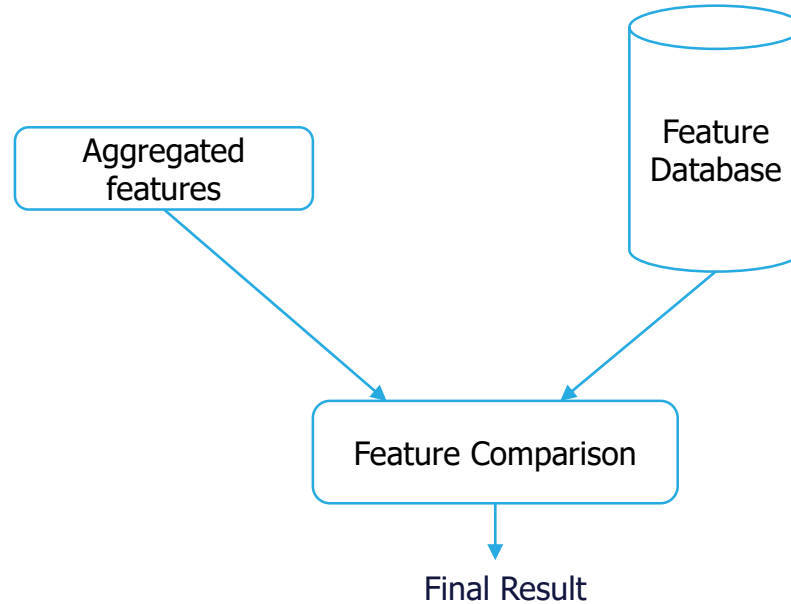 Aggregated
features
Feature
Database
Feature Comparison
Final Result